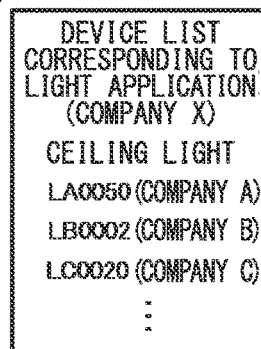 DEVICE LIST
CORRESPONDING TO
LIGHT APPLICATION
(COMPANY X)
CEILING LIGHT
LA0050 (COMPANY A)
LB0002 (COMPANY B)
LC0020 (COMPANY C)